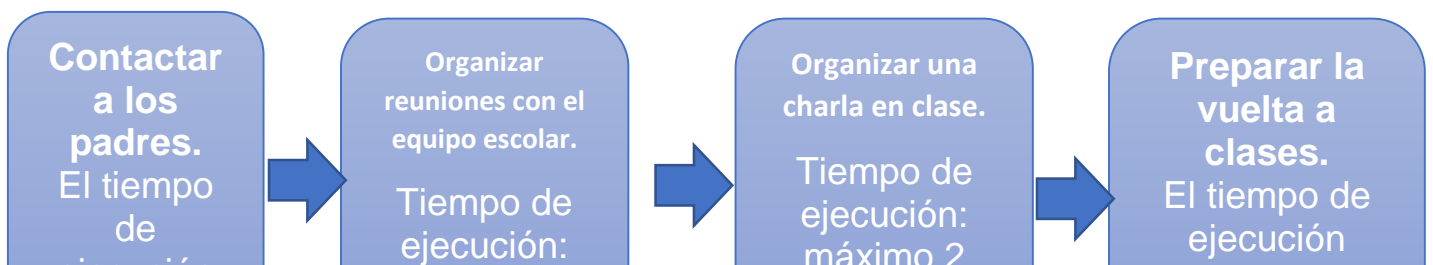 Contactar
a los
padres.
El tiempo
de
Organizar
reuniones con el
equipo escolar.
Tiempo de
ejecución:
Organizar una
charla en clase.
Tiempo de
ejecución:
máximo 2
Preparar la
vuelta a
clases.
El tiempo de
ejecución